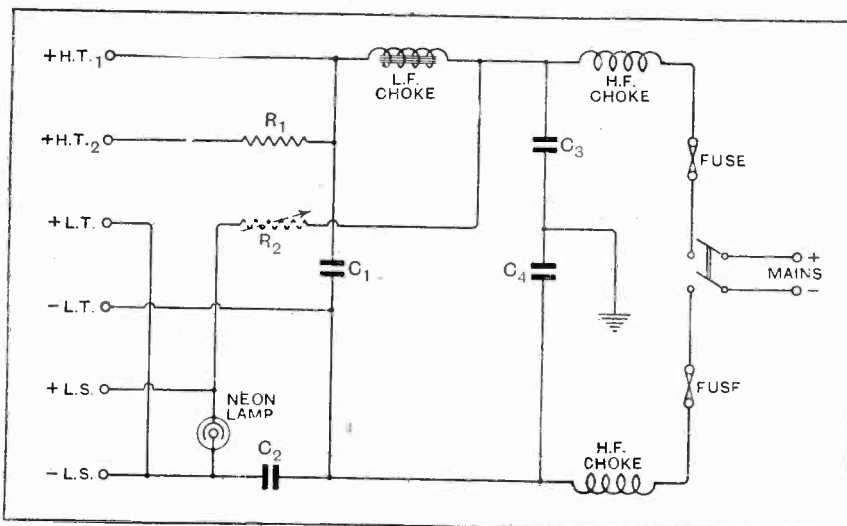 +H.T.1
L.F.
CHOKE
H.F.
CHOKE
+H.T.2
R1
C3
FUSE
+L.T.
R2
C1
C4
+
MAINS
−
−L.T.
+L.S.
NEON
LAMP
FUSE
C2
H.F.
CHOKE
−L.S.